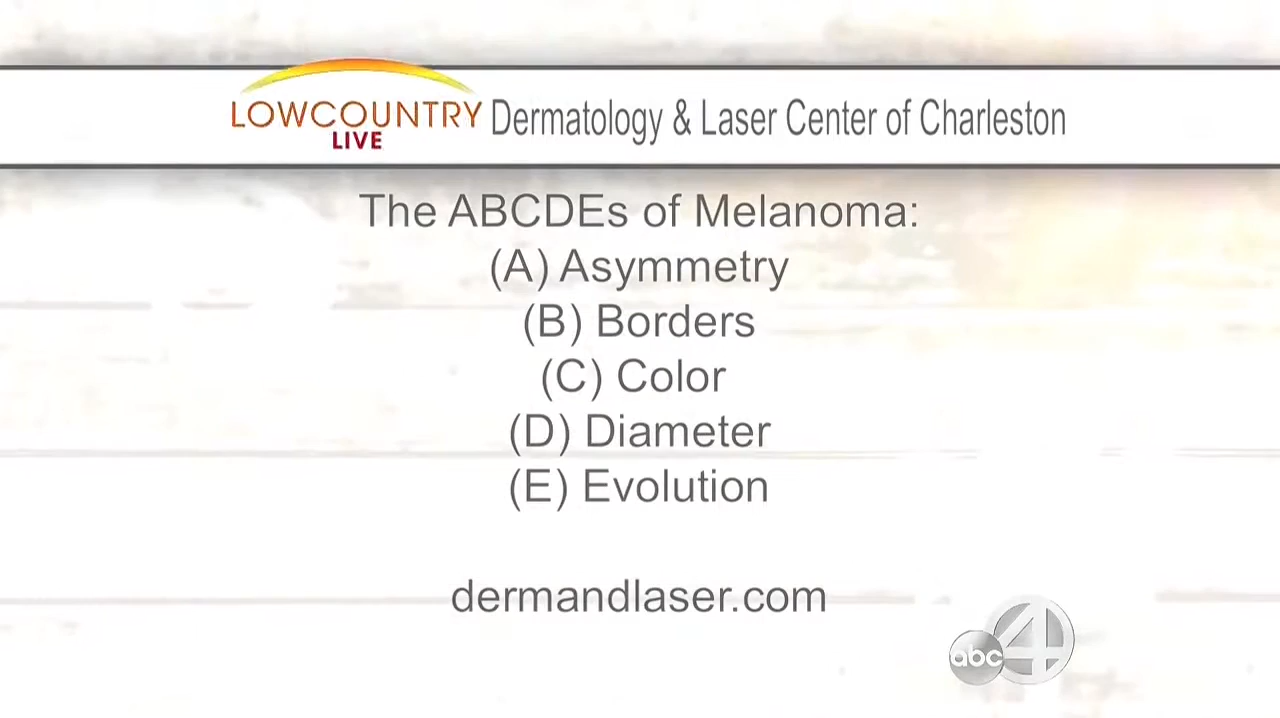 LOWCOUNTRY
LIVE
Dermatology & Laser Center of Charleston
The ABCDEs of Melanoma:
(A) Asymmetry
(B) Borders
(C) Color
(D) Diameter
(E) Evolution
dermandlaser.com
abc 4